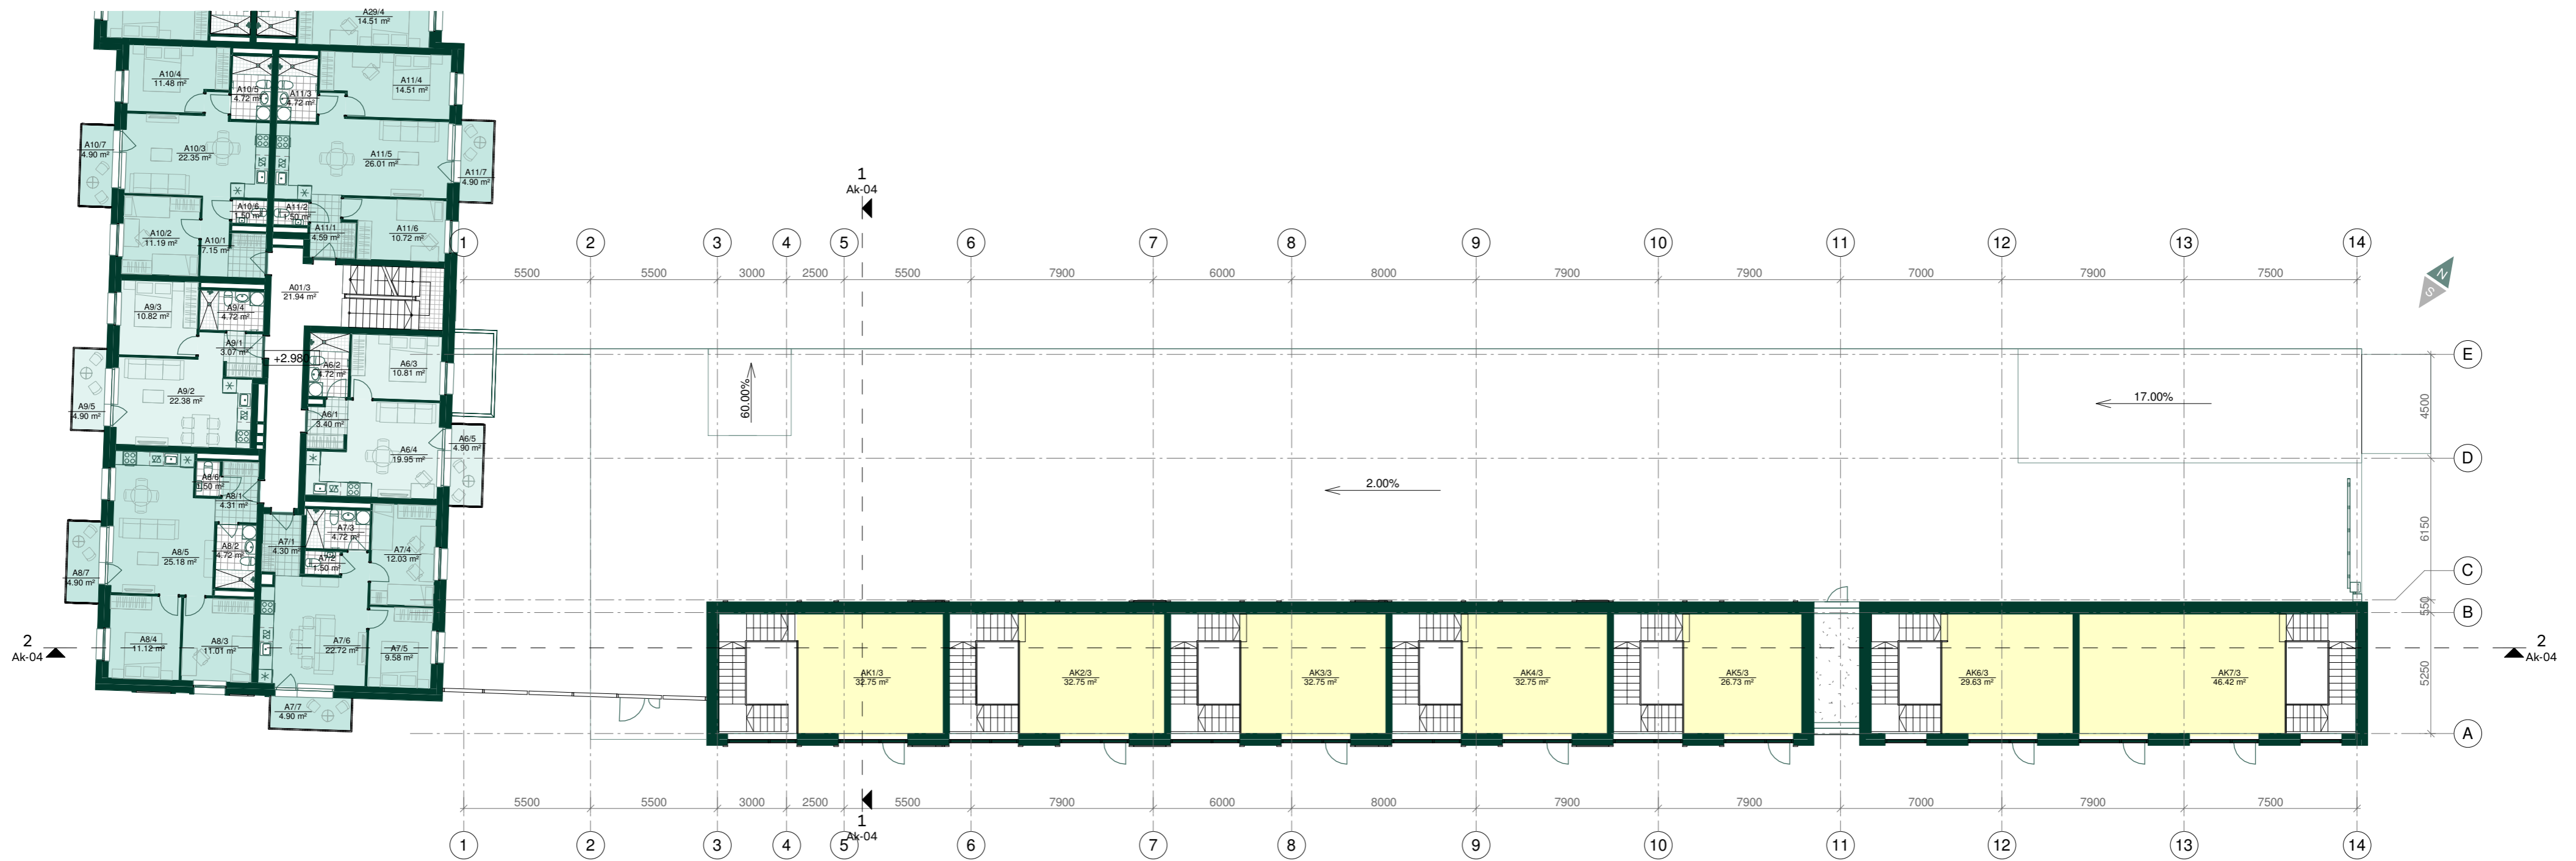 A29/4
14.51 m²
A10/4
11.48 m²
A10/5
4.72 m²
A11/3
4.72 m²
A11/4
14.51 m²
A10/7
4.90 m²
A10/3
22.35 m²
A11/5
26.01 m²
A11/7
4.90 m²
A10/6
1.50 m²
A11/2
1.50 m²
A10/2
11.19 m²
A10/1
7.15 m²
A11/1
4.59 m²
A11/6
10.72 m²
A01/3
21.94 m²
A9/3
10.82 m²
A9/4
4.72 m²
A9/1
3.07 m²
+2.980
A6/2
4.72 m²
A6/3
10.81 m²
A9/5
4.90 m²
A9/2
22.38 m²
A6/1
3.40 m²
A6/4
19.95 m²
A6/5
4.90 m²
A8/6
1.50 m²
A8/1
4.31 m²
A8/7
4.90 m²
A8/5
25.18 m²
A8/2
4.72 m²
A7/1
4.30 m²
A7/3
4.72 m²
A7/2
1.50 m²
A7/4
12.03 m²
A8/4
11.12 m²
A8/3
11.01 m²
A7/6
22.72 m²
A7/5
9.58 m²
A7/7
4.90 m²
1
Ak-04
1 2 3 4 5 6 7 8 9 10 11 12 13 14
5500 5500 3000 2500 5500 7900 6000 8000 7900 7900 7000 7900 7500
N
S
E
D
C
B
A
4500
6150
550
5250
60.00%
17.00%
2.00%
2
Ak-04
2
Ak-04
AK1/3
32.75 m²
AK2/3
32.75 m²
AK3/3
32.75 m²
AK4/3
32.75 m²
AK5/3
26.73 m²
AK6/3
29.63 m²
AK7/3
46.42 m²
5500 5500 3000 2500 5500 7900 6000 8000 7900 7900 7000 7900 7500
1
Ak-04
1 2 3 4 5 6 7 8 9 10 11 12 13 14